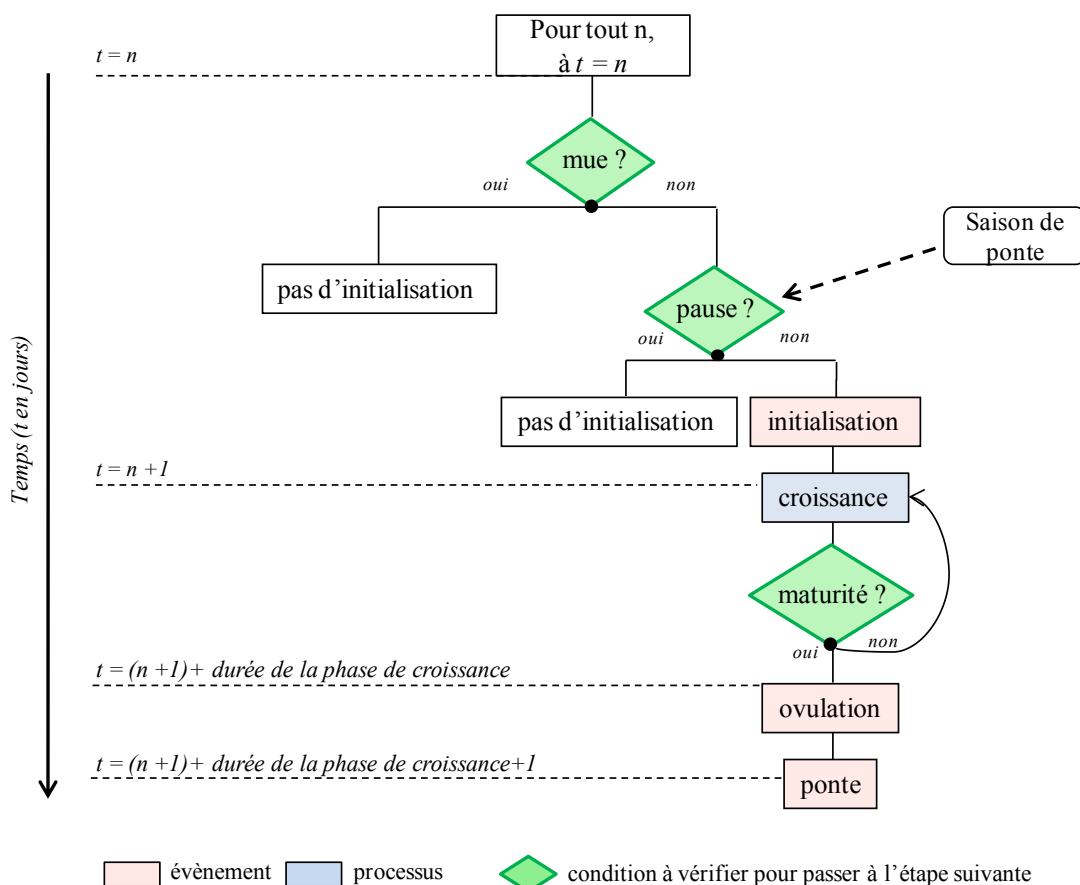 Pour tout n,
à t = n
t = n
mue ?
oui
non
Saison de
ponte
pas d’initialisation
pause ?
oui
non
pas d’initialisation
initialisation
Temps (t en jours)
t = n +1
croissance
maturité ?
oui
non
t = (n +1)+ durée de la phase de croissance
ovulation
t = (n +1)+ durée de la phase de croissance+1
ponte
évènement
processus
condition à vérifier pour passer à l’étape suivante